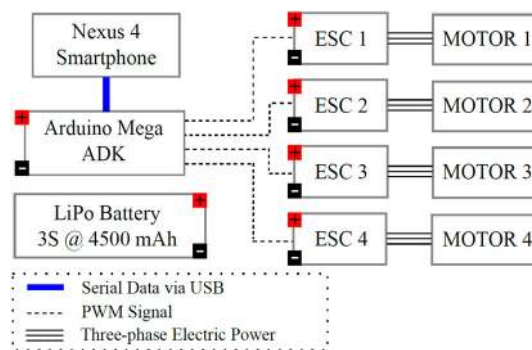 Nexus 4
Smartphone
Arduino Mega
ADK
LiPo Battery
3S @ 4500 mAh
ESC 1
MOTOR 1
ESC 2
MOTOR 2
ESC 3
MOTOR 3
ESC 4
MOTOR 4
Serial Data via USB
PWM Signal
Three-phase Electric Power